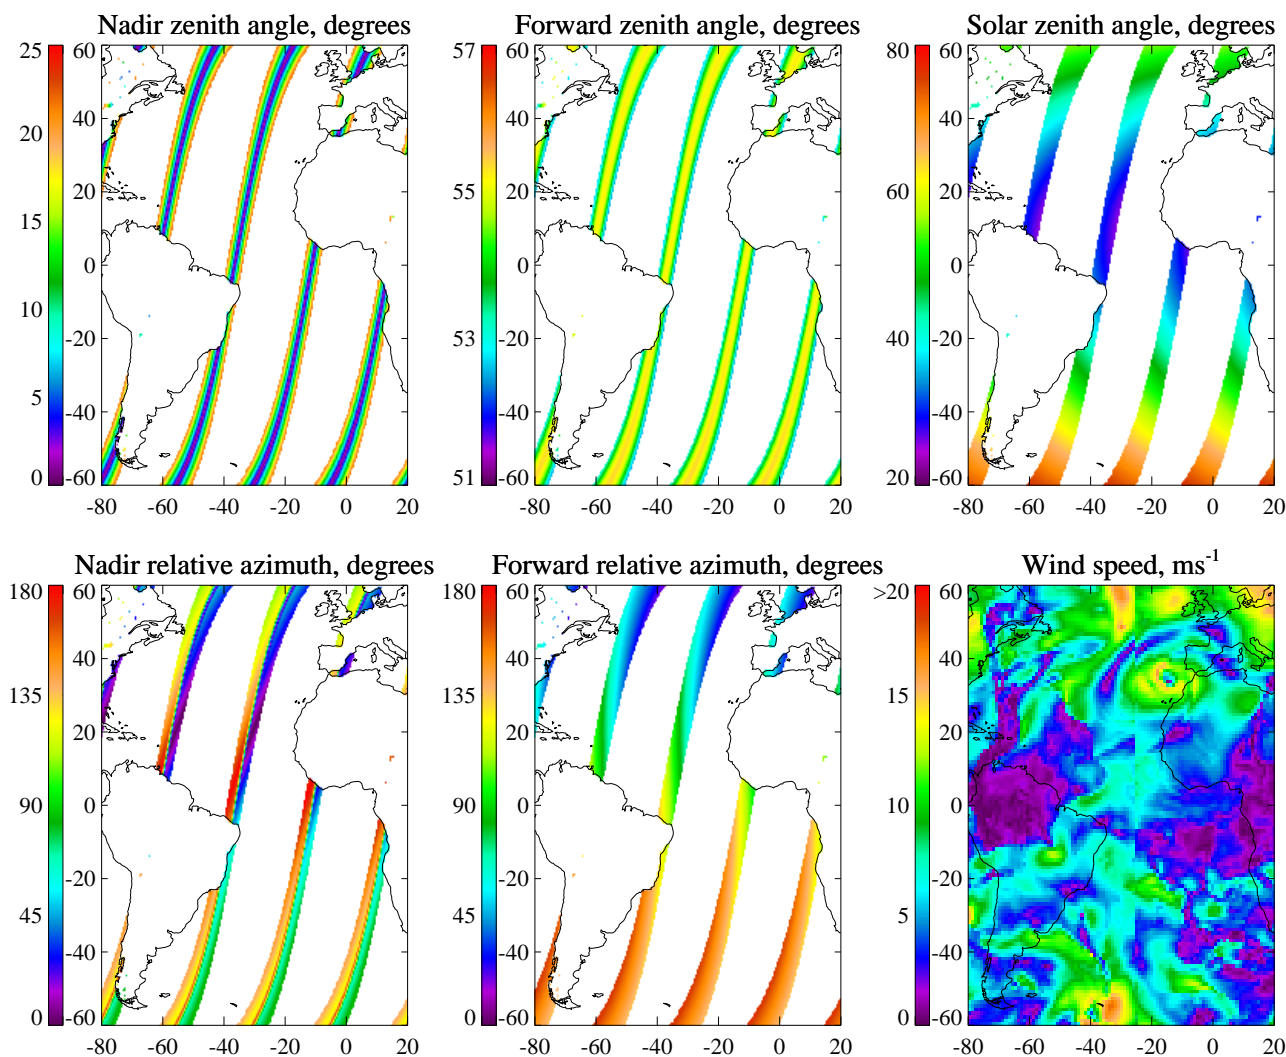 Nadir zenith angle, degrees
Forward zenith angle, degrees
Solar zenith angle, degrees
25 20 15 10 5 0
60 40 20 0 -20 -40 -60
-80 -60 -40 -20 0 20
57 55 53 51
60 40 20 0 -20 -40 -60
-80 -60 -40 -20 0 20
80 60 40 20
60 40 20 0 -20 -40 -60
-80 -60 -40 -20 0 20
Nadir relative azimuth, degrees
Forward relative azimuth, degrees
Wind speed, ms-1
180 135 90 45 0
60 40 20 0 -20 -40 -60
-80 -60 -40 -20 0 20
180 135 90 45 0
60 40 20 0 -20 -40 -60
-80 -60 -40 -20 0 20
>20 15 10 5 0
60 40 20 0 -20 -40 -60
-80 -60 -40 -20 0 20